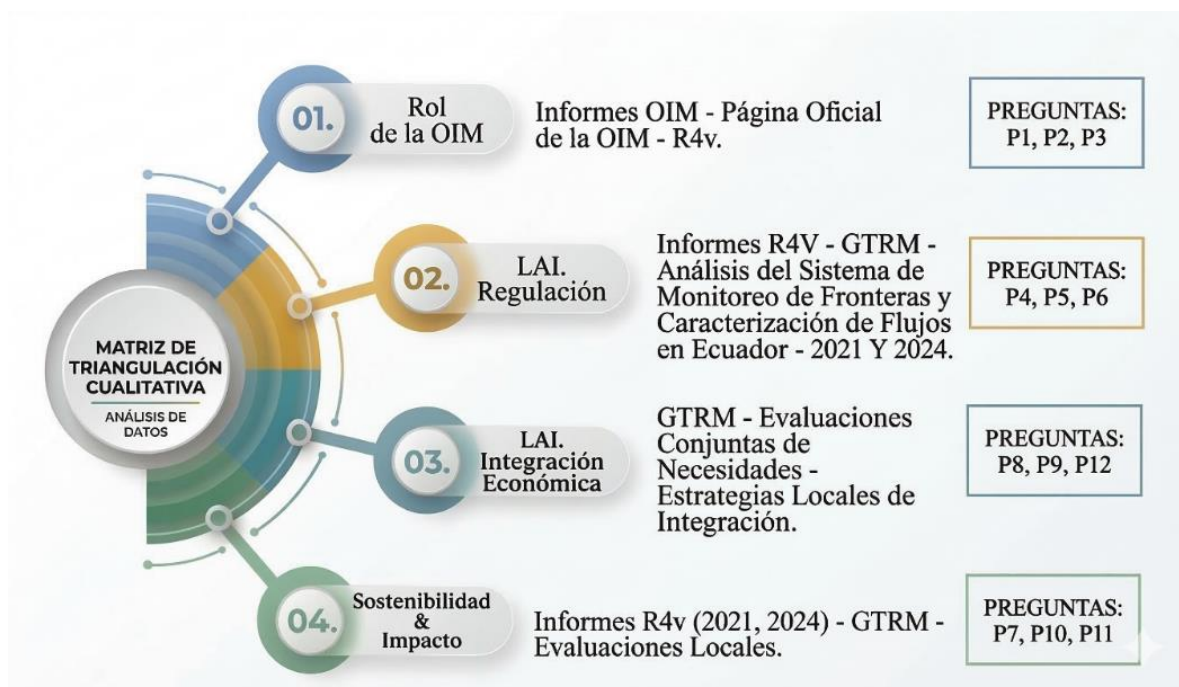 MATRIZ DE
TRIANGULACIÓN
CUALITATIVA
ANÁLISIS DE
DATOS
01.
Rol
de la OIM
Informes OIM - Página Oficial
de la OIM - R4v.
PREGUNTAS:
P1, P2, P3
02.
LAI.
Regulación
Informes R4V - GTRM -
Análisis del Sistema de
Monitoreo de Fronteras y
Caracterización de Flujos
en Ecuador - 2021 Y 2024.
PREGUNTAS:
P4, P5, P6
03.
LAI.
Integración
Económica
GTRM - Evaluaciones
Conjuntas de
Necesidades -
Estrategias Locales de
Integración.
PREGUNTAS:
P8, P9, P12
04.
Sostenibilidad
&
Impacto
Informes R4v (2021, 2024) - GTRM -
Evaluaciones Locales.
PREGUNTAS:
P7, P10, P11